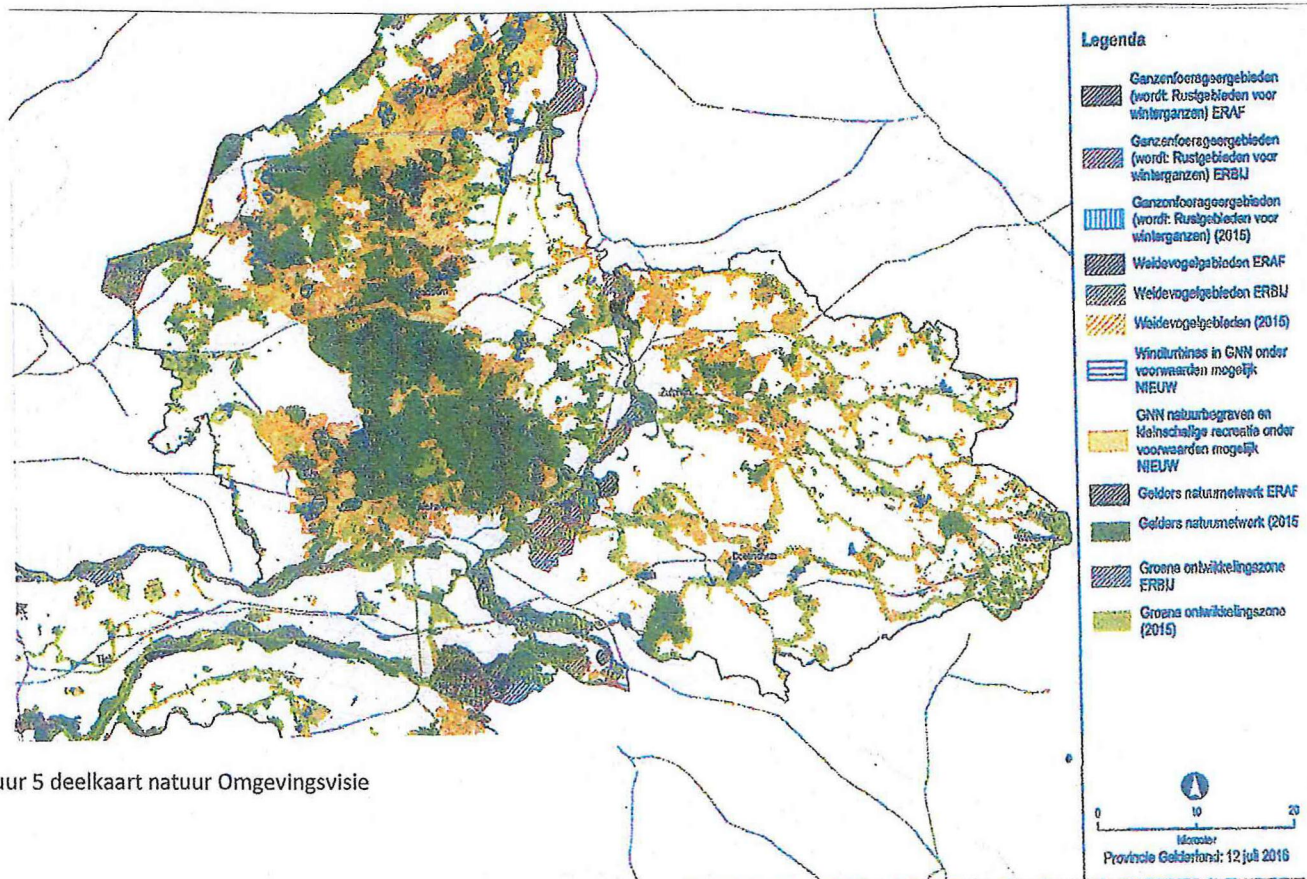 Legenda
Ganzenfoerageergebieden
(wordt: Rustgebieden voor
winterganzen) ERAF
Ganzenfoerageergebieden
(wordt: Rustgebieden voor
winterganzen) ERBIJ
Ganzenfoerageergebieden
(wordt: Rustgebieden voor
winterganzen) (2015)
Weidevogelgebieden ERAF
Weidevogelgebieden ERBIJ
Weidevogelgebieden (2015)
Windturbines in GNN onder
voorwaarden mogelijk
NIEUW
GNN natuurbegraven en
kleinschalige recreatie onder
voorwaarden mogelijk
NIEUW
Gelders natuurnetwerk ERAF
Gelders natuurnetwerk (2015
Groene ontwikkelingszone
ERBIJ
Groene ontwikkelingszone
(2015)
Zutphen
Doetinchem
uur 5 deelkaart natuur Omgevingsvisie
0 10 20
kilometer
Provincie Gelderland: 12 juli 2016